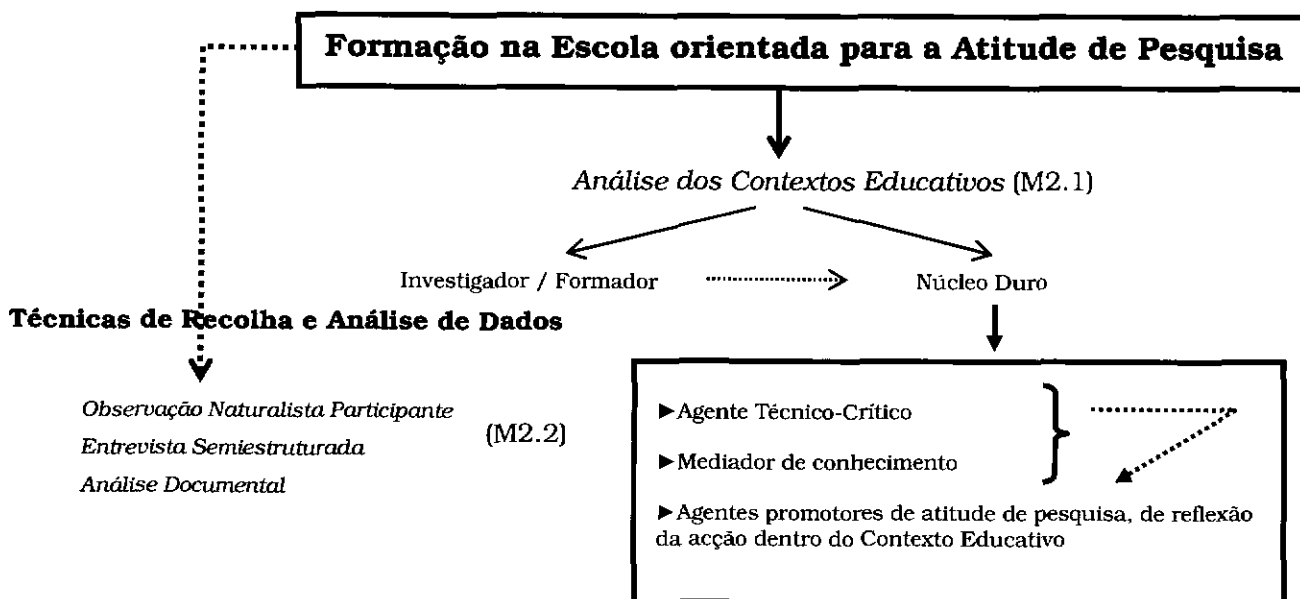 Formação na Escola orientada para a Atitude de Pesquisa
Análise dos Contextos Educativos (M2.1)
Investigador / Formador
Núcleo Duro
Técnicas de Recolha e Análise de Dados
Observação Naturalista Participante
Entrevista Semiestruturada
Análise Documental
(M2.2)
►Agente Técnico-Crítico
►Mediador de conhecimento
►Agentes promotores de atitude de pesquisa, de reflexão
da acção dentro do Contexto Educativo